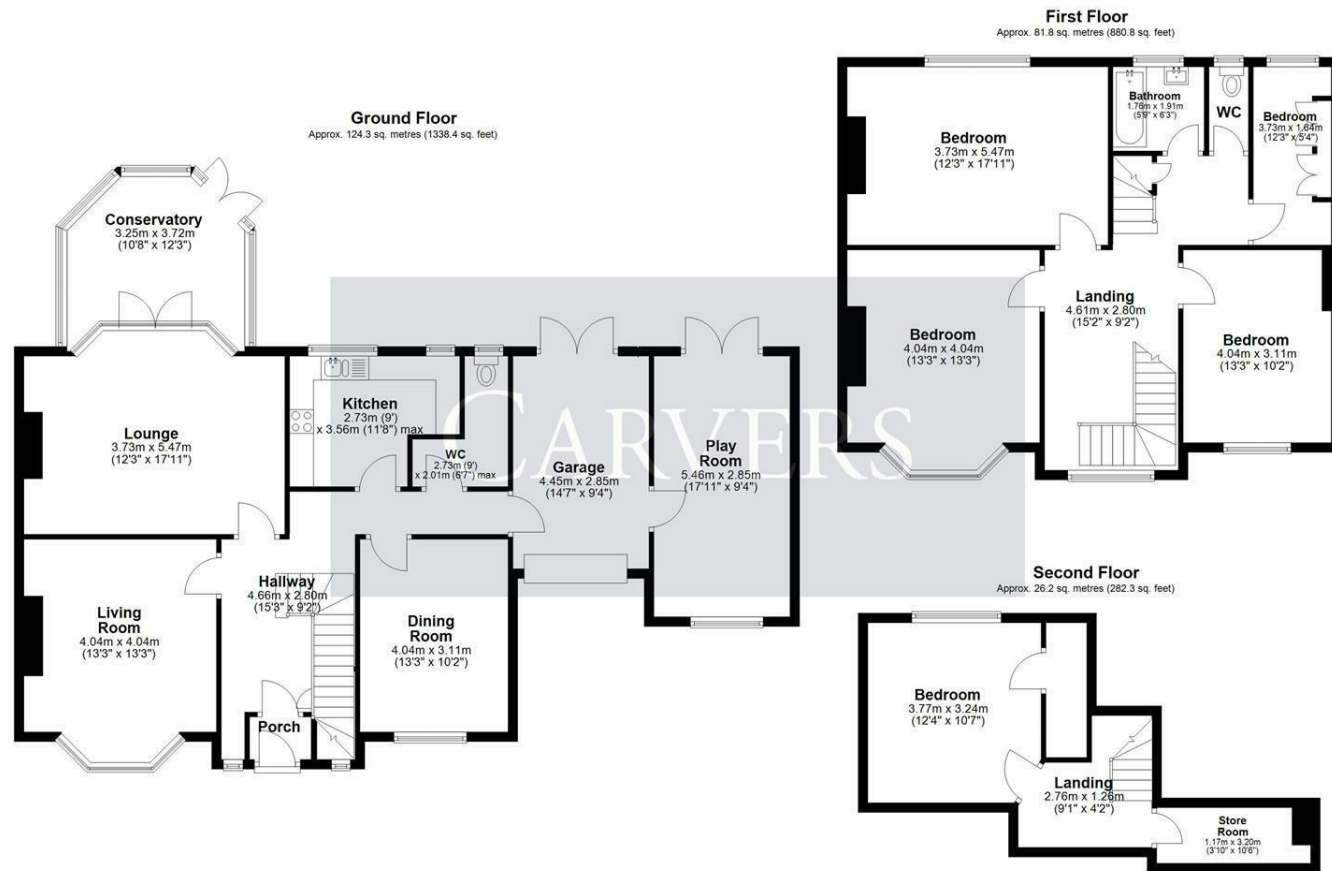 Ground Floor
Approx. 124.3 sq. metres (1338.4 sq. feet)
Conservatory
3.25m x 3.72m
(10'8" x 12'3")
Lounge
3.73m x 5.47m
(12'3" x 17'11")
Kitchen
2.73m (9')
x 3.56m (11'8") max
WC
2.73m (9')
x 2.01m (6'7") max
Garage
4.45m x 2.85m
(14'7" x 9'4")
Play
Room
5.46m x 2.85m
(17'11" x 9'4")
Living
Room
4.04m x 4.04m
(13'3" x 13'3")
Hallway
4.66m x 2.80m
(15'3" x 9'2")
Dining
Room
4.04m x 3.11m
(13'3" x 10'2")
Porch
CARVERS
First Floor
Approx. 81.8 sq. metres (880.8 sq. feet)
Bedroom
3.73m x 5.47m
(12'3" x 17'11")
Bathroom
1.76m x 1.91m
(5'9" x 6'3")
WC
Bedroom
3.73m x 1.64m
(12'3" x 5'4")
Bedroom
4.04m x 4.04m
(13'3" x 13'3")
Landing
4.61m x 2.80m
(15'2" x 9'2")
Bedroom
4.04m x 3.11m
(13'3" x 10'2")
Second Floor
Approx. 26.2 sq. metres (282.3 sq. feet)
Bedroom
3.77m x 3.24m
(12'4" x 10'7")
Landing
2.76m x 1.26m
(9'1" x 4'2")
Store
Room
1.17m x 3.20m
(3'10" x 10'6")